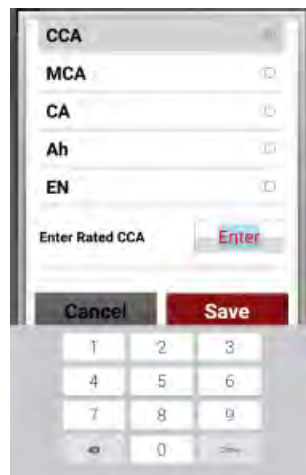 CCA
MCA
CA
Ah
EN
Enter Rated CCA Enter
Cancel Save
1 2 3
4 5 6
7 8 9
0